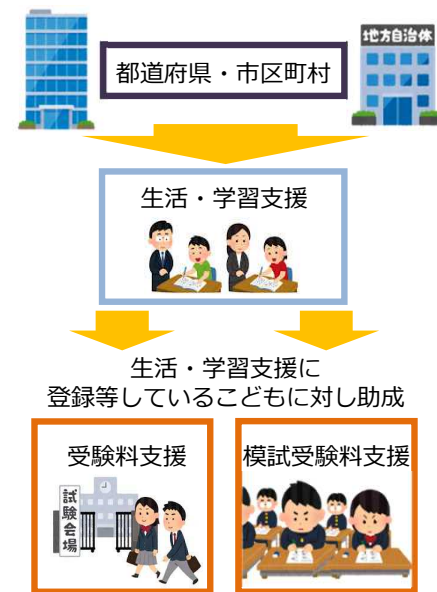 地方自治体
都道府県・市区町村
生活・学習支援
生活・学習支援に
登録等しているこどもに対し助成
受験料支援
模試受験料支援
試験会場